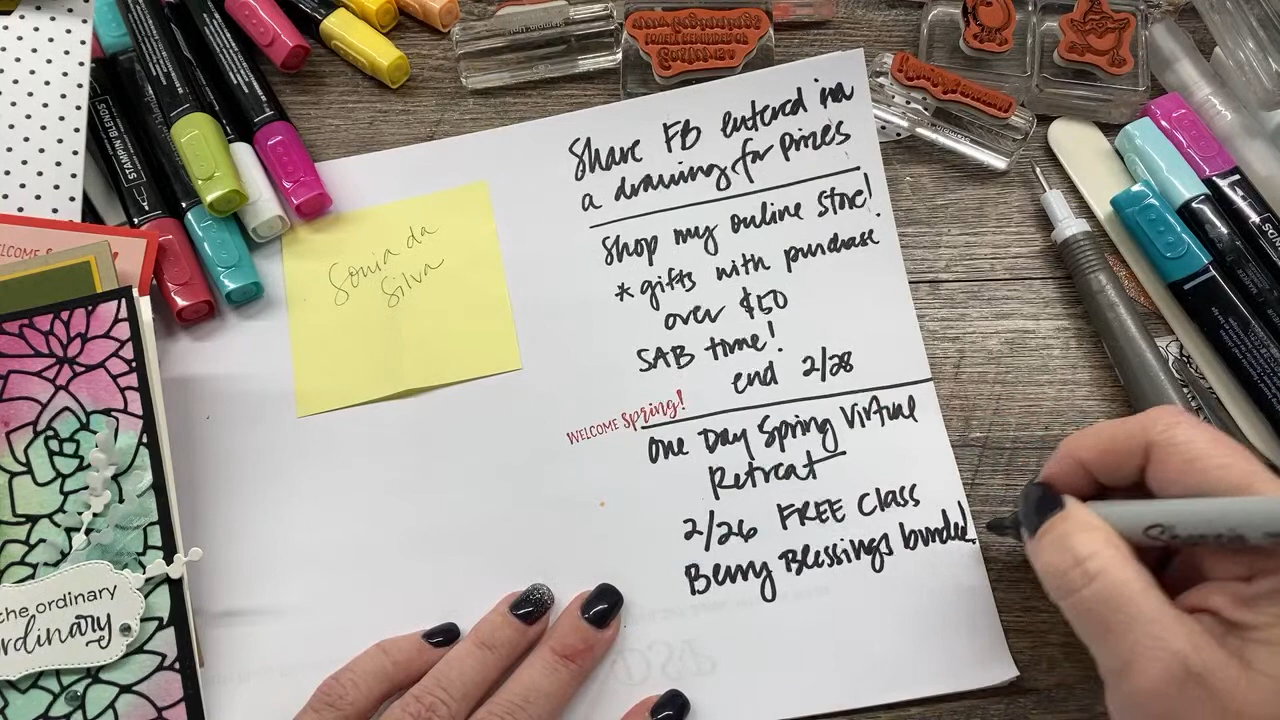 Share FB entered in a
a drawing for prizes
Shop my online store!
*gifts with purchase
over $50
SAB time!
end 2/28
WELCOME Spring!
One Day Spring Virtual
Retreat
2/26 FREE Class
Berry Blessings bundle!
Sonia da
Silva
the ordinary
STAMPIN' BLENDS
Stampin' Up!